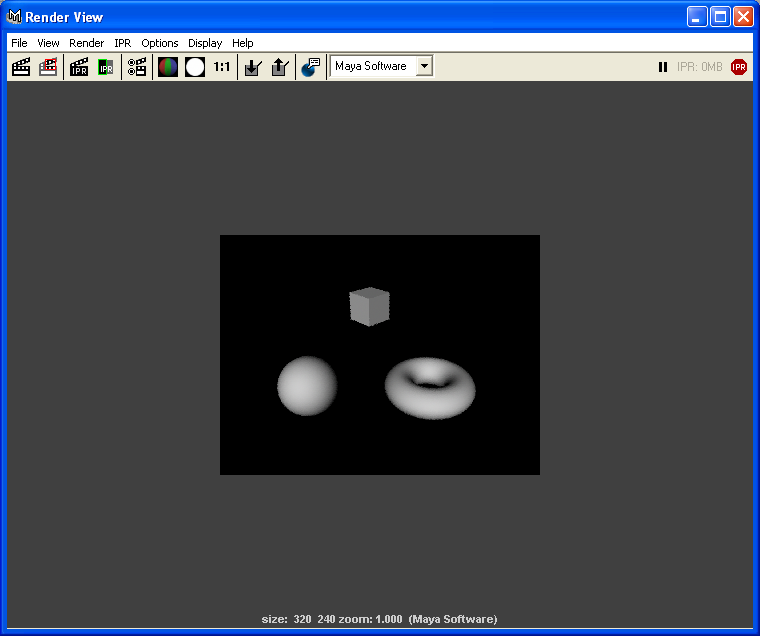 Render View
File View Render IPR Options Display Help
IPR IPR 1:1 Maya Software IPR: 0MB IPR
size: 320 240 zoom: 1.000 (Maya Software)